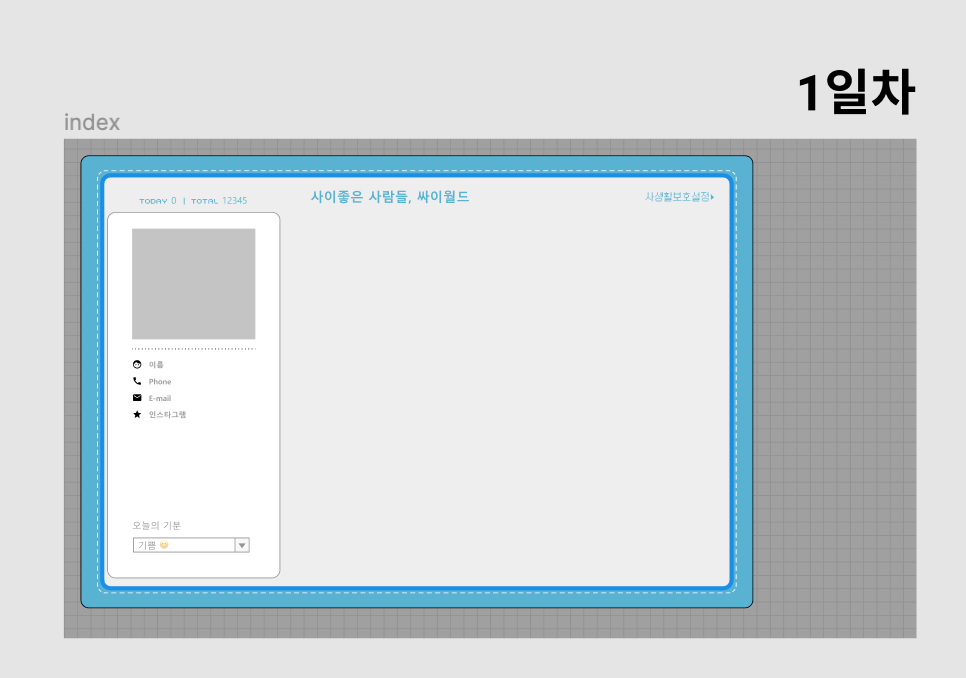 1일차
index
TODAY 0 | TOTAL 12345
사이좋은 사람들, 싸이월드
사생활보호설정
이름
Phone
E-mail
인스타그램
오늘의 기분
기쁨